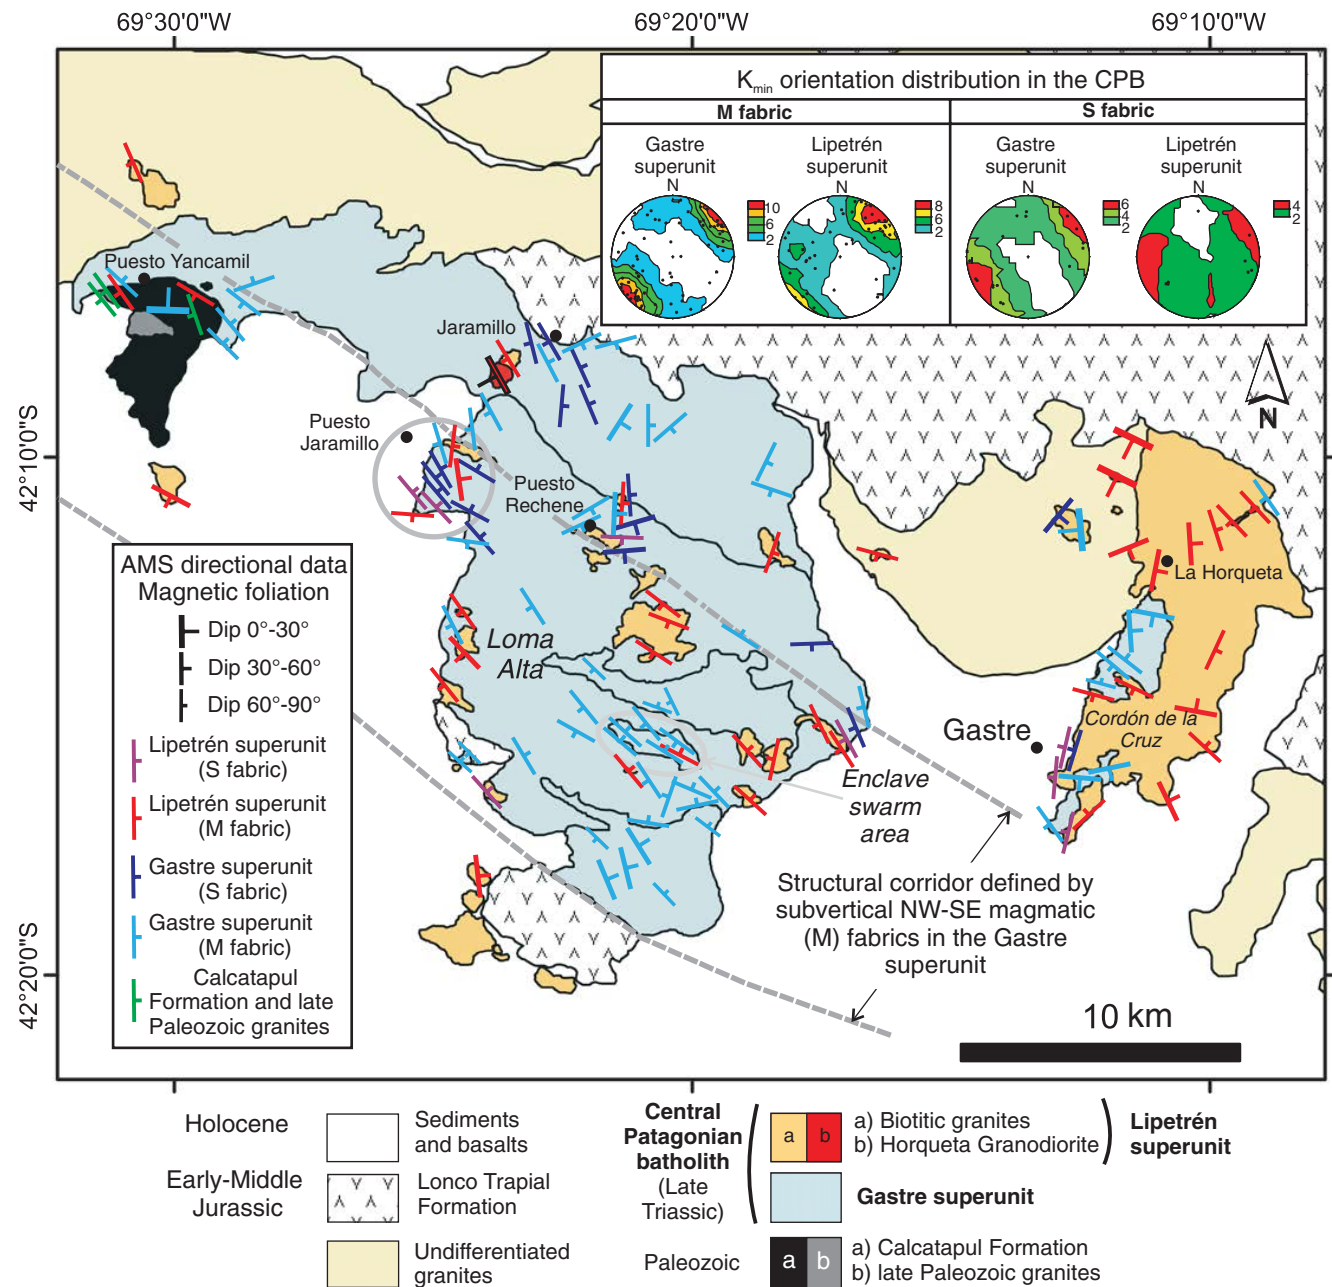 69°30'0"W
69°20'0"W
69°10'0"W
42°10'0"S
42°20'0"S
Kmin orientation distribution in the CPB
M fabric
S fabric
Gastre
superunit
N
10
6
2
Lipetrén
superunit
N
8
6
2
Gastre
superunit
N
6
4
2
Lipetrén
superunit
N
4
2
Puesto Yancamil
Jaramillo
Puesto
Jaramillo
Puesto
Rechene
N
La Horqueta
Loma
Alta
Gastre
Cordón de la
Cruz
Enclave
swarm
area
Structural corridor defined by
subvertical NW-SE magmatic
(M) fabrics in the Gastre
superunit
10 km
AMS directional data
Magnetic foliation
Dip 0°-30°
Dip 30°-60°
Dip 60°-90°
Lipetrén superunit
(S fabric)
Lipetrén superunit
(M fabric)
Gastre superunit
(S fabric)
Gastre superunit
(M fabric)
Calcatapul
Formation and late
Paleozoic granites
Holocene
Sediments
and basalts
Early-Middle
Jurassic
Lonco Trapial
Formation
Undifferentiated
granites
Central
Patagonian
batholith
(Late
Triassic)
a
b
a) Biotitic granites
b) Horqueta Granodiorite
Lipetrén
superunit
Gastre superunit
Paleozoic
a
b
a) Calcatapul Formation
b) late Paleozoic granites